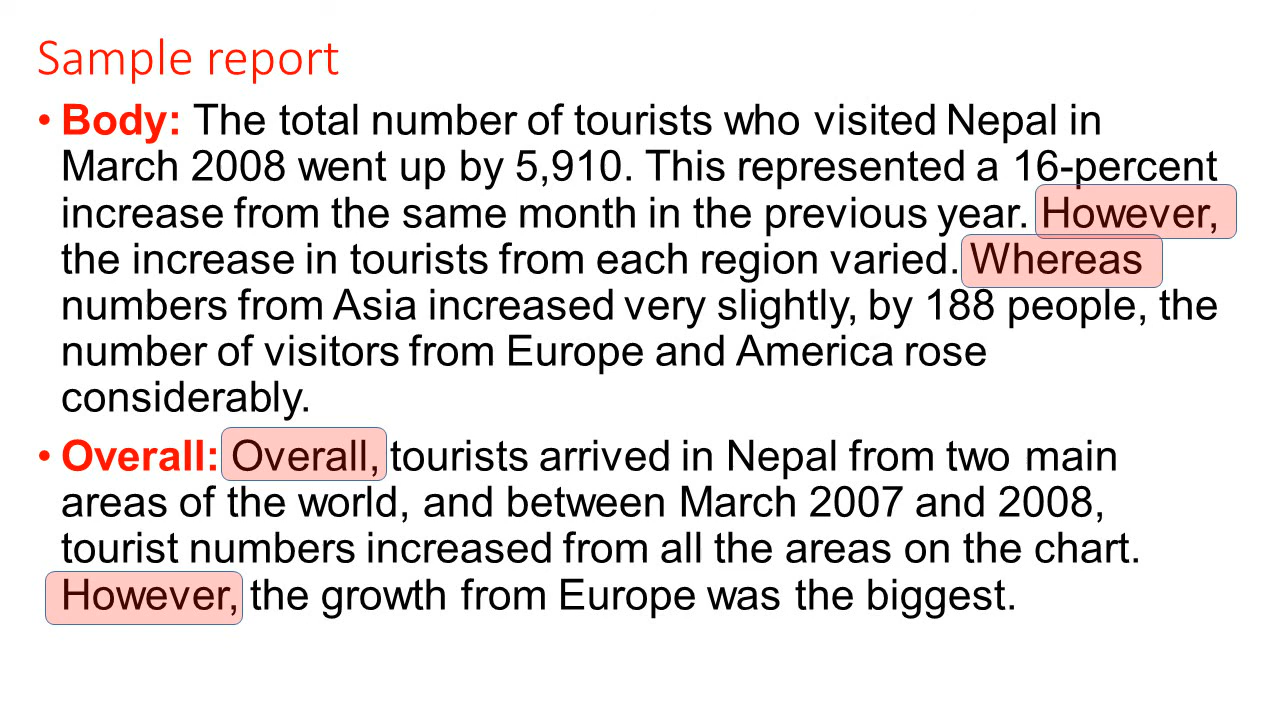 Sample report
• Body: The total number of tourists who visited Nepal in
March 2008 went up by 5,910. This represented a 16-percent
increase from the same month in the previous year. However,
the increase in tourists from each region varied. Whereas
numbers from Asia increased very slightly, by 188 people, the
number of visitors from Europe and America rose
considerably.
• Overall: Overall, tourists arrived in Nepal from two main
areas of the world, and between March 2007 and 2008,
tourist numbers increased from all the areas on the chart.
However, the growth from Europe was the biggest.